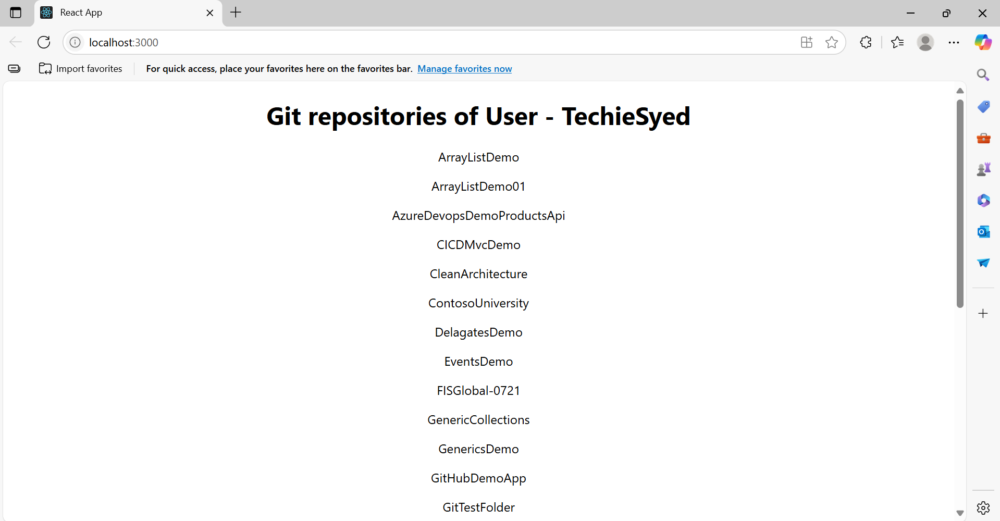 React App
localhost:3000
Import favorites
For quick access, place your favorites here on the favorites bar. Manage favorites now
Git repositories of User - TechieSyed
ArrayListDemo
ArrayListDemo01
AzureDevopsDemoProductsApi
CICDMvcDemo
CleanArchitecture
ContosoUniversity
DelagatesDemo
EventsDemo
FISGlobal-0721
GenericCollections
GenericsDemo
GitHubDemoApp
GitTestFolder